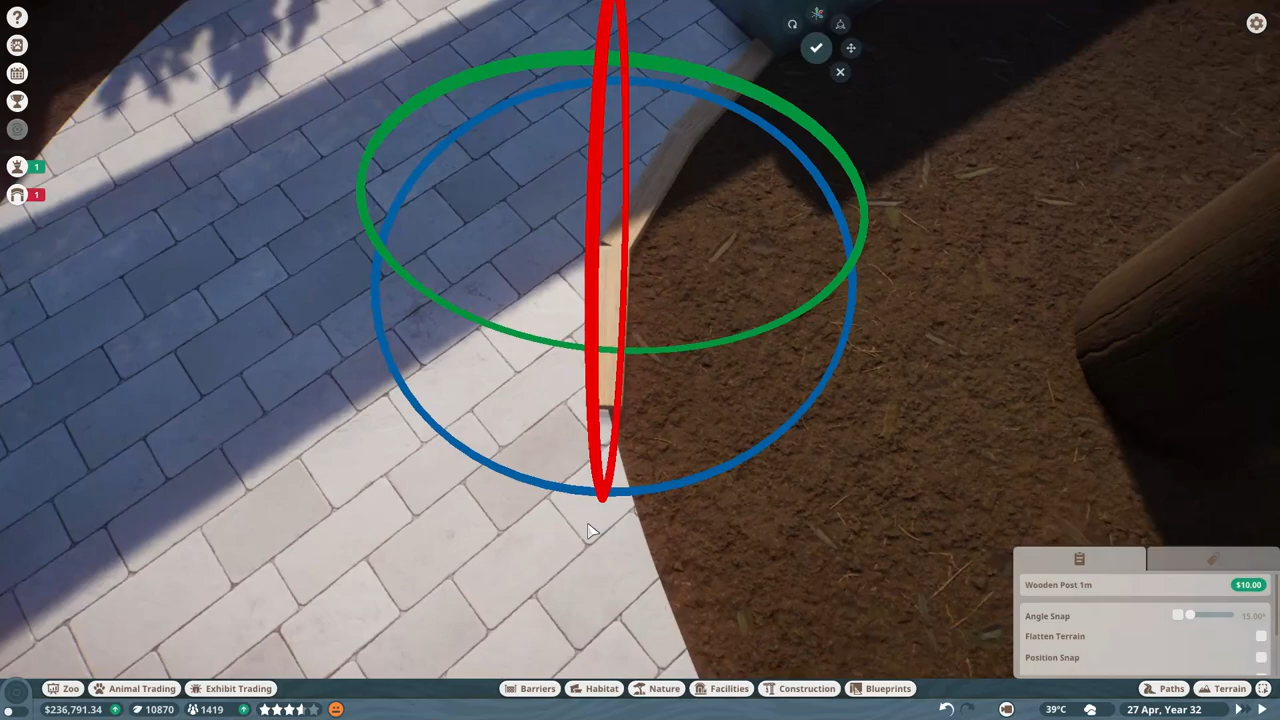 ?
1
1
Wooden Post 1m $10.00
Angle Snap 15.00°
Flatten Terrain
Position Snap
Zoo Animal Trading Exhibit Trading Barriers Habitat Nature Facilities Construction Blueprints Paths Terrain
$236,791.34 10870 1419 39°C 27 Apr, Year 32